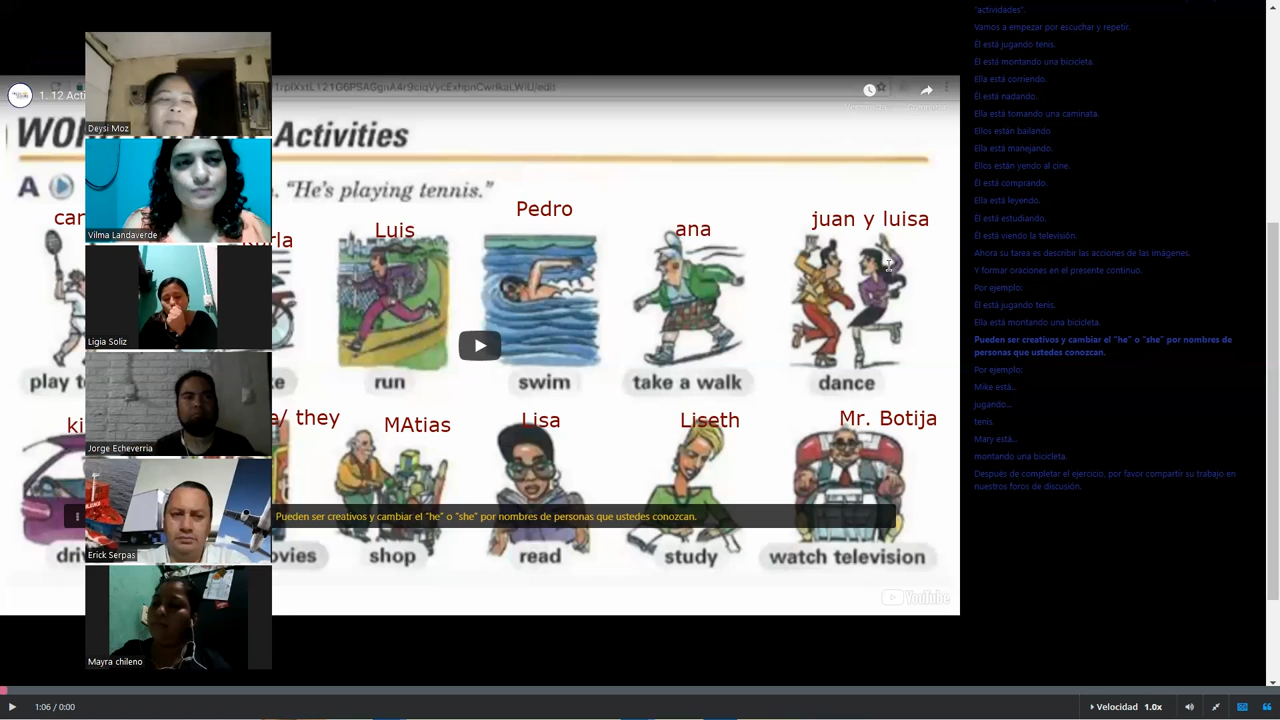 "actividades".
Vamos a empezar por escuchar y repetir.
Él está jugando tenis.
Él está montando una bicicleta.
Ella está corriendo.
Él está nadando.
Ella está tomando una caminata.
Ellos están bailando
Ella está manejando.
Ellos están yendo al cine.
Él está comprando.
Ella está leyendo.
Él está estudiando.
Él está viendo la televisión.
Ahora su tarea es describir las acciones de las imágenes.
Y formar oraciones en el presente continuo.
Por ejemplo:
Él está jugando tenis.
Ella está montando una bicicleta.
Pueden ser creativos y cambiar el "he" o "she" por nombres de
personas que ustedes conozcan.
Por ejemplo:
Mike está...
jugando...
tenis.
Mary está...
montando una bicicleta.
Después de completar el ejercicio, por favor compartir su trabajo en
nuestros foros de discusión.
1. 12 Acti
WOR Activities
A "He's playing tennis."
car Karla Luis Pedro ana juan y luisa
play te ke run swim take a walk dance
ki e/ they MAtias Lisa Liseth Mr. Botija
Pueden ser creativos y cambiar el "he" o "she" por nombres de personas que ustedes conozcan.
driv ovies shop read study watch television
YouTube
Deysi Moz
Vilma Landaverde
Ligia Soliz
Jorge Echeverria
Erick Serpas
Mayra chileno
1:06 / 0:00
Velocidad 1.0x